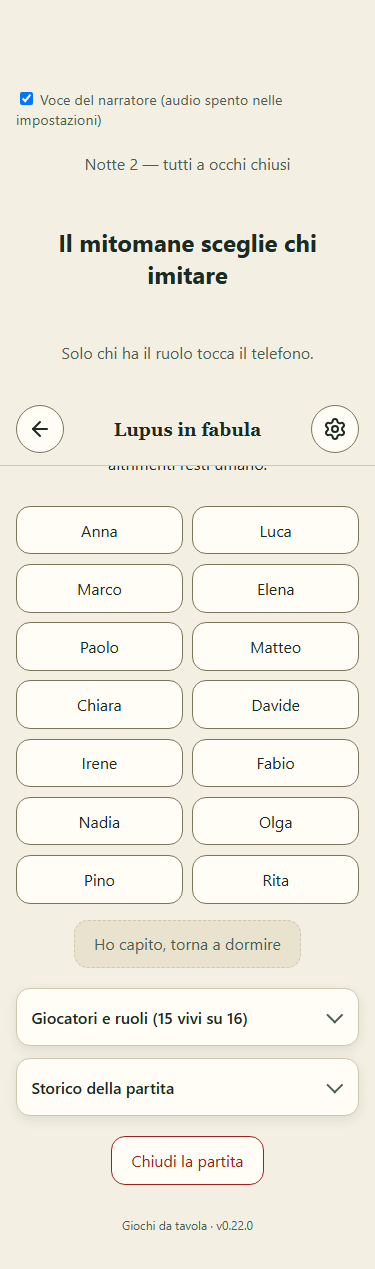 Voce del narratore (audio spento nelle
impostazioni)
Notte 2 — tutti a occhi chiusi
Il mitomane sceglie chi
imitare
Solo chi ha il ruolo tocca il telefono.
Lupus in fabula
altrimenti resti umano.
Anna
Luca
Marco
Elena
Paolo
Matteo
Chiara
Davide
Irene
Fabio
Nadia
Olga
Pino
Rita
Ho capito, torna a dormire
Giocatori e ruoli (15 vivi su 16)
Storico della partita
Chiudi la partita
Giochi da tavola · v0.22.0